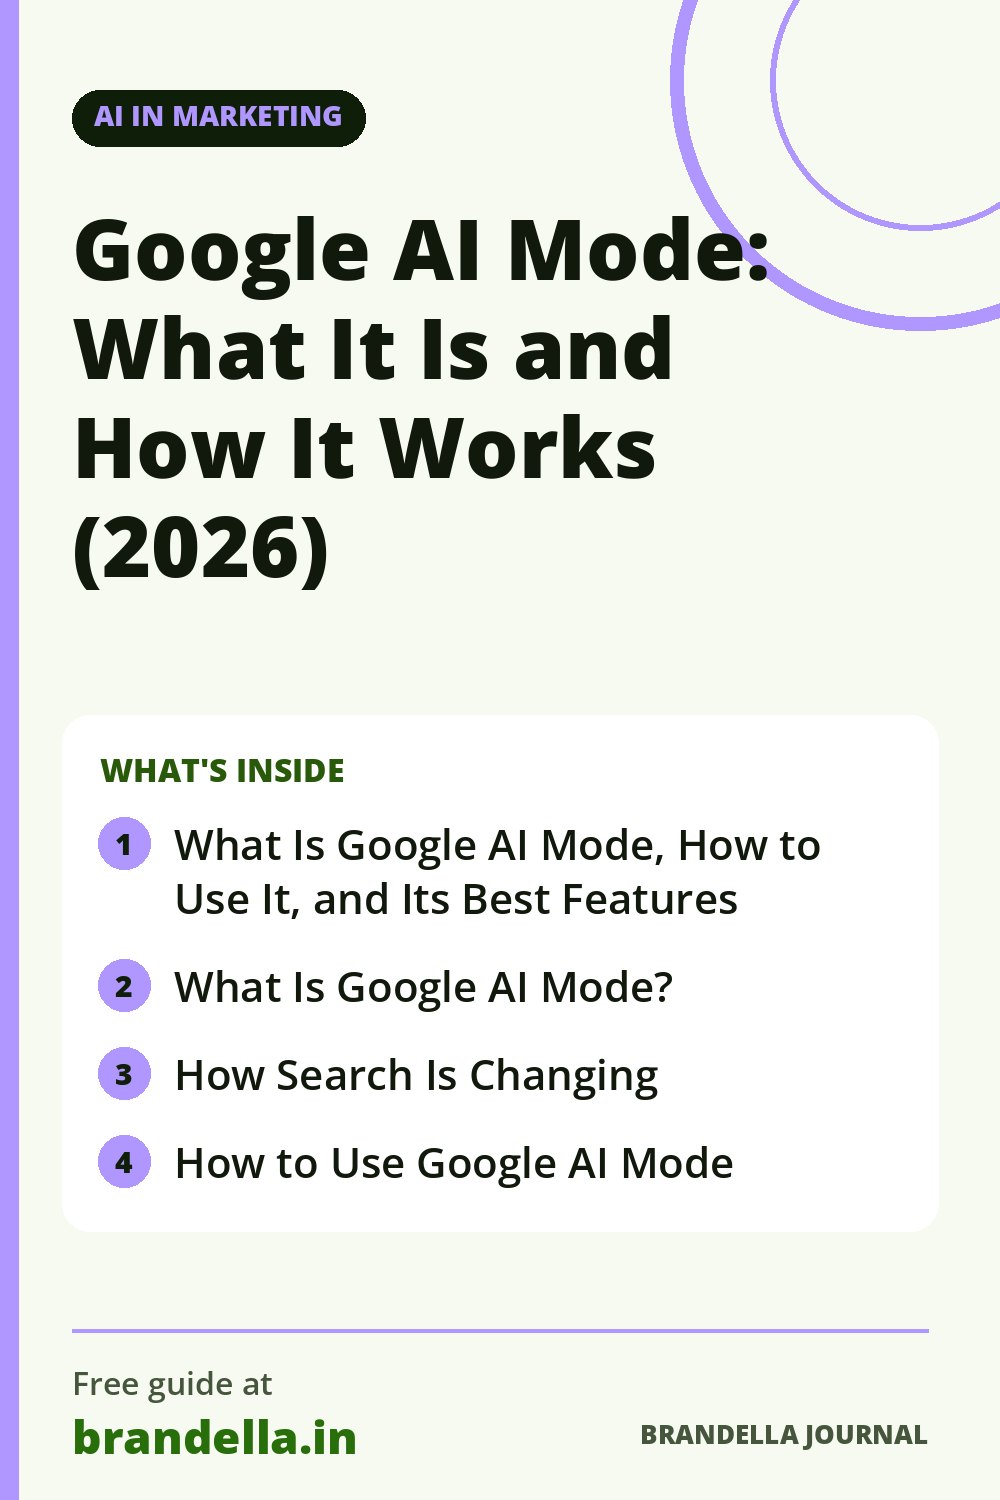 AI IN MARKETING
Google AI Mode:
What It Is and
How It Works
(2026)
WHAT'S INSIDE
1 What Is Google AI Mode, How to
Use It, and Its Best Features
2 What Is Google AI Mode?
3 How Search Is Changing
4 How to Use Google AI Mode
Free guide at
brandella.in
BRANDELLA JOURNAL